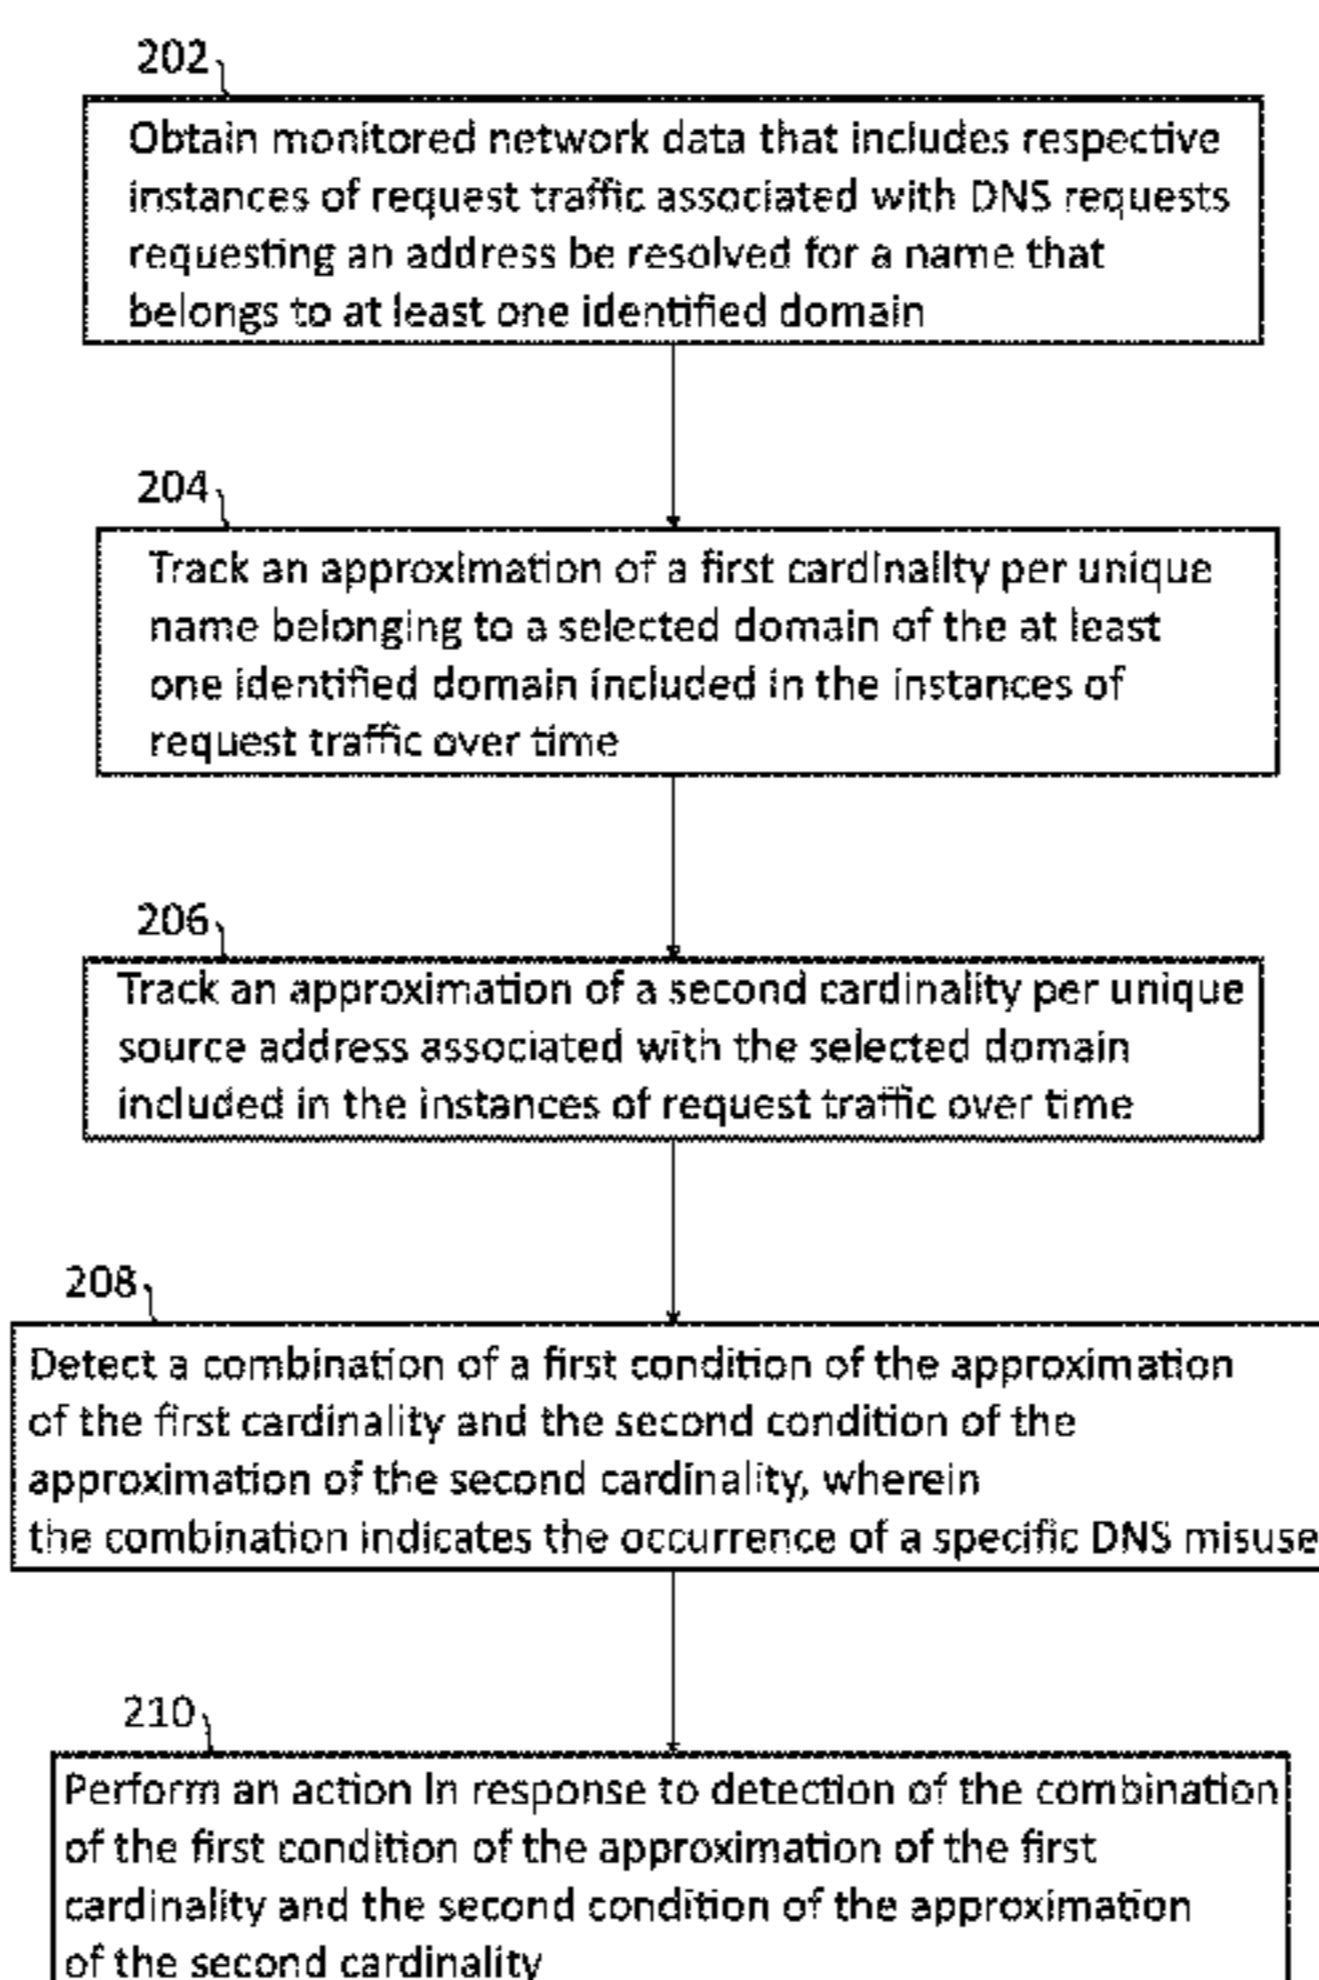 202
Obtain monitored network data that includes respective
instances of request traffic associated with DNS requests
requesting an address be resolved for a name that
belongs to at least one identified domain
204
Track an approximation of a first cardinality per unique
name belonging to a selected domain of the at least
one identified domain included in the instances of
request traffic over time
206
Track an approximation of a second cardinality per unique
source address associated with the selected domain
included in the instances of request traffic over time
208
Detect a combination of a first condition of the approximation
of the first cardinality and the second condition of the
approximation of the second cardinality, wherein
the combination indicates the occurrence of a specific DNS misuse
210
Perform an action in response to detection of the combination
of the first condition of the approximation of the first
cardinality and the second condition of the approximation
of the second cardinality